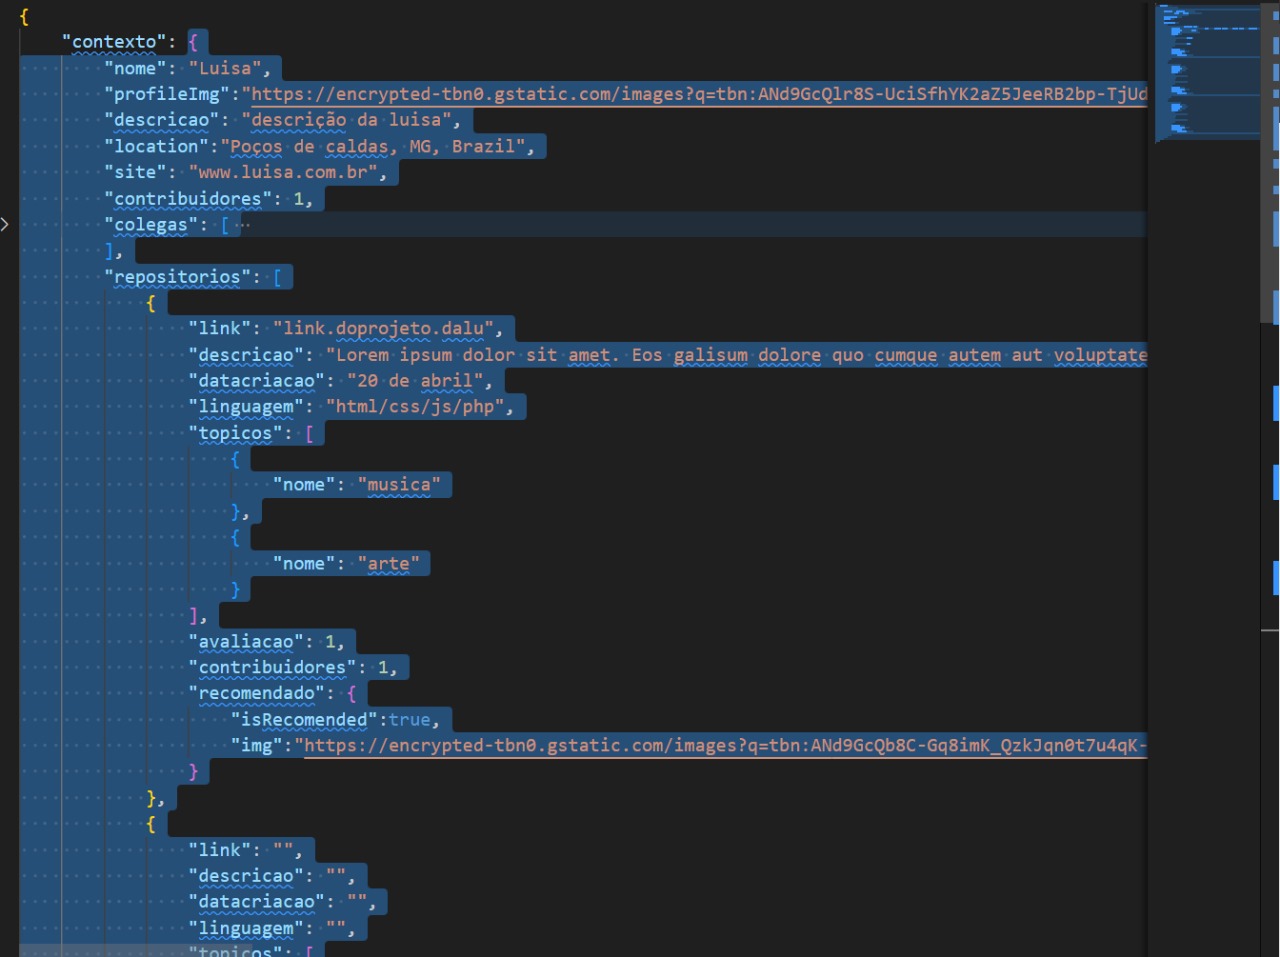 {
"contexto": {
"nome": "Luisa",
"profileImg":"https://encrypted-tbn0.gstatic.com/images?q=tbn:ANd9GcQlr8S-UciSfhYK2aZ5JeeRB2bp-TjUd
"descricao": "descrição da luisa",
"location":"Poços de caldas, MG, Brazil",
"site": "www.luisa.com.br",
"contribuidores": 1,
"colegas": [ ...
],
"repositorios": [
{
"link": "link.doprojeto.dalu",
"descricao": "Lorem ipsum dolor sit amet. Eos galisum dolore quo cumque autem aut voluptate
"datacriacao": "20 de abril",
"linguagem": "html/css/js/php",
"topicos": [
{
"nome": "musica"
},
{
"nome": "arte"
}
],
"avaliacao": 1,
"contribuidores": 1,
"recomendado": {
"isRecomended":true,
"img":"https://encrypted-tbn0.gstatic.com/images?q=tbn:ANd9GcQb8C-Gq8imK_QzkJqn0t7u4qK-
}
},
{
"link": "",
"descricao": "",
"datacriacao": "",
"linguagem": "",
"topicos": [